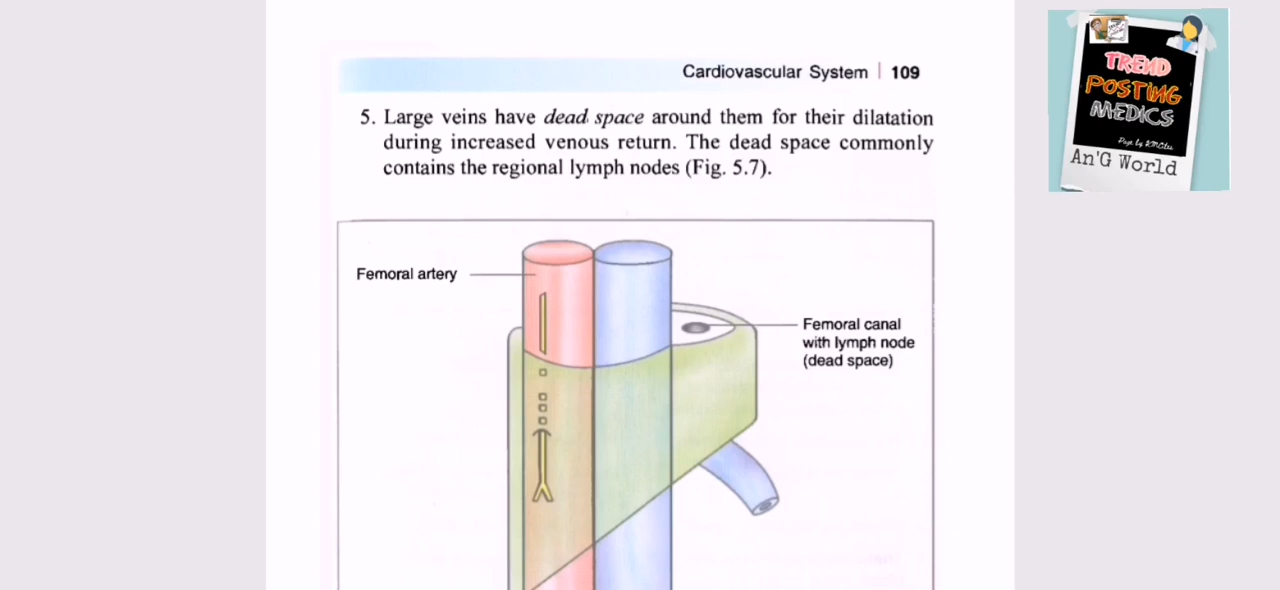 Cardiovascular System | 109
5. Large veins have dead space around them for their dilatation
during increased venous return. The dead space commonly
contains the regional lymph nodes (Fig. 5.7).
Femoral artery
Femoral canal
with lymph node
(dead space)
TREND
POSTING
MEDICS
An'G World